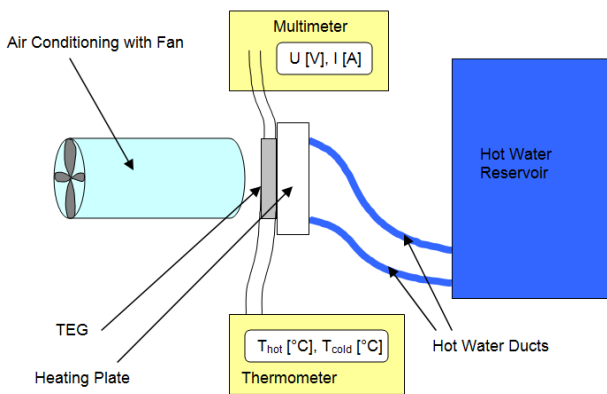 Multimeter
Air Conditioning with Fan
U [V], I [A]
Hot Water
Reservoir
TEG
Thot [°C], Tcold [°C]
Hot Water Ducts
Heating Plate
Thermometer